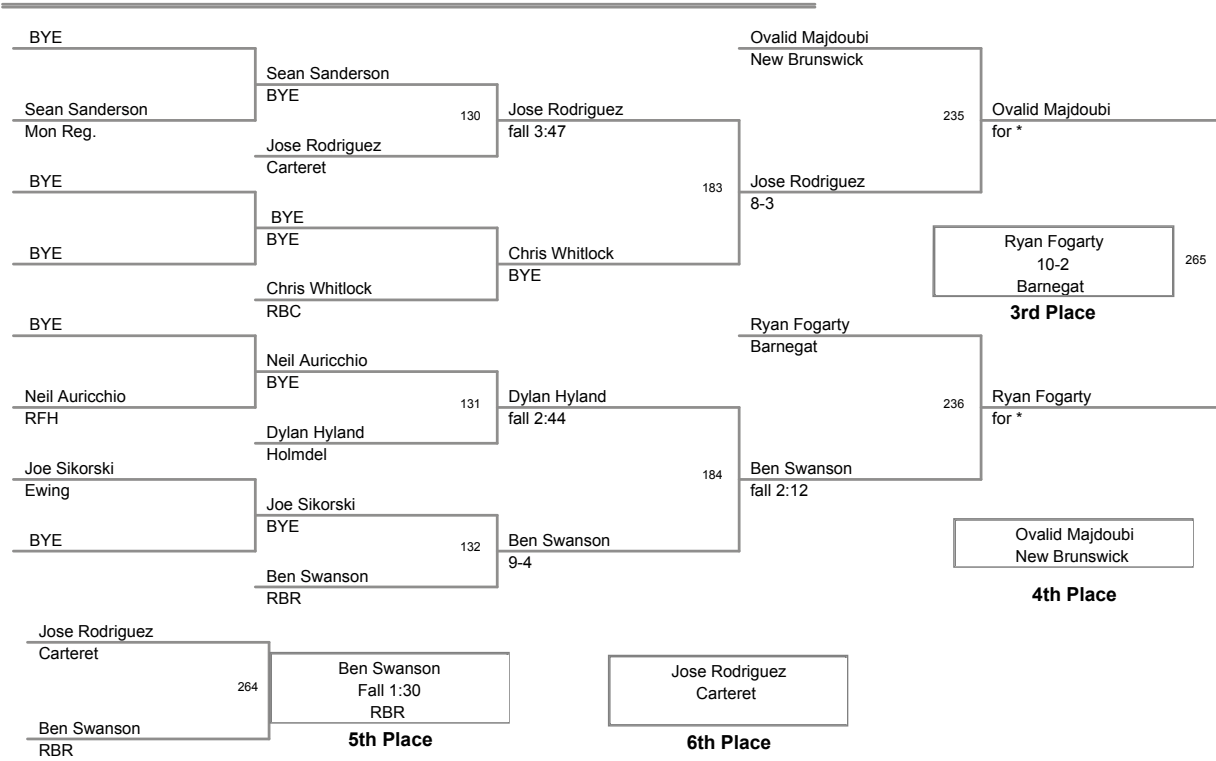 BYE
Sean Sanderson
Mon Reg.
Sean Sanderson
BYE
130
Jose Rodriguez
Carteret
Jose Rodriguez
fall 3:47
BYE
BYE
BYE
BYE
Chris Whitlock
RBC
Chris Whitlock
BYE
183
Jose Rodriguez
8-3
Ovalid Majdoubi
New Brunswick
235
Ovalid Majdoubi
for *
Ryan Fogarty
10-2
Barnegat
265
3rd Place
BYE
Neil Auricchio
RFH
Neil Auricchio
BYE
131
Dylan Hyland
Holmdel
Dylan Hyland
fall 2:44
Joe Sikorski
Ewing
BYE
Joe Sikorski
BYE
132
Ben Swanson
RBR
Ben Swanson
9-4
184
Ben Swanson
fall 2:12
Ryan Fogarty
Barnegat
236
Ryan Fogarty
for *
Ovalid Majdoubi
New Brunswick
4th Place
Jose Rodriguez
Carteret
264
Ben Swanson
RBR
Ben Swanson
Fall 1:30
RBR
5th Place
Jose Rodriguez
Carteret
6th Place